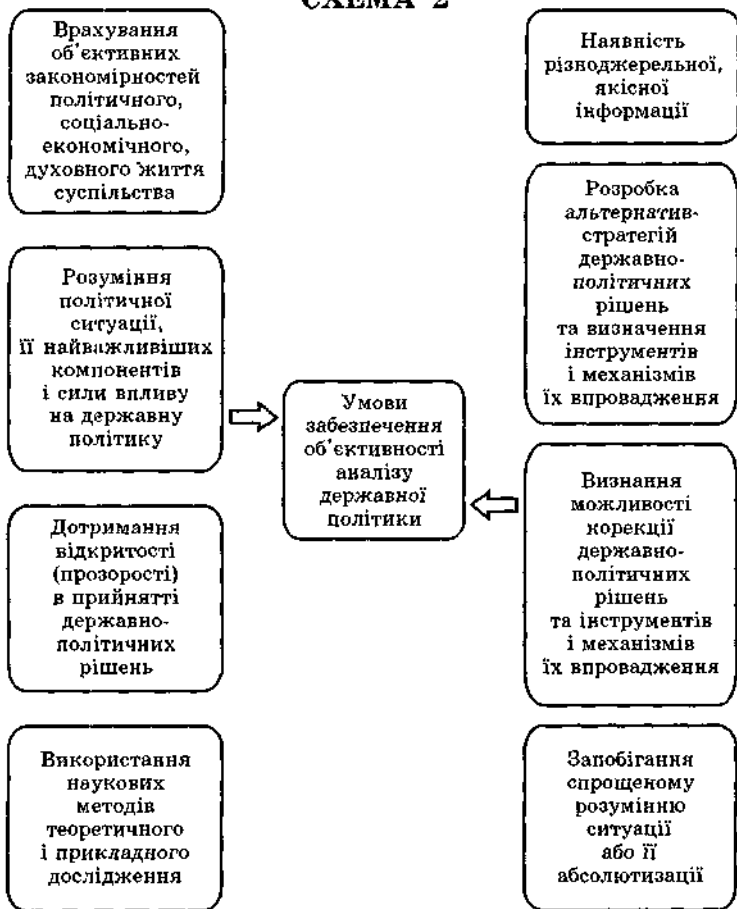 СХЕМА 2
Врахування
об’єктивних
закономірностей
політичного,
соціально-
економічного,
духовного життя
суспільства
Розуміння
політичної
ситуації,
її найважливіших
компонентів
і сили впливу
на державну
політику
Дотримання
відкритості
(прозорості)
в прийнятті
державно-
політичних
рішень
Використання
наукових
методів
теоретичного
і прикладного
дослідження
Умови
забезпечення
об’єктивності
аналізу
державної
політики
Наявність
різноджерельної,
якісної
інформації
Розробка
альтернатив-
стратегій
державно-
політичних
рішень
та визначення
інструментів
і механізмів
їх впровадження
Визнання
можливості
корекції
державно-
політичних
рішень
та інструментів
і механізмів
їх впровадження
Запобігання
спрощеному
розумінню
ситуації
або її
абсолютизації